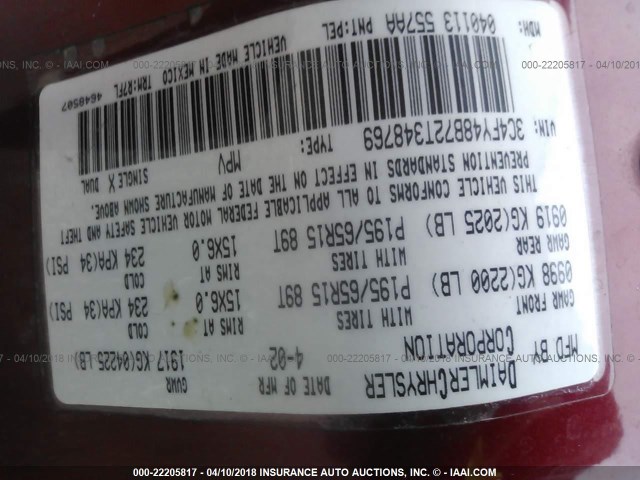 MFD BY DAIMLERCHRYSLER CORPORATION
DATE OF MFR 4-02
GVWR 1917 KG(04225 LB)
GAWR FRONT 0998 KG(2200 LB)
WITH TIRES P195/65R15 89T
RIMS AT 15X6.0
COLD 234 KPA(34 PSI)
GAWR REAR 0919 KG(2025 LB)
WITH TIRES P195/65R15 89T
RIMS AT 15X6.0
COLD 234 KPA(34 PSI)
THIS VEHICLE CONFORMS TO ALL APPLICABLE FEDERAL MOTOR VEHICLE SAFETY AND THEFT
PREVENTION STANDARDS IN EFFECT ON THE DATE OF MANUFACTURE SHOWN ABOVE.
VIN: 3C4FY48B72T348769 TYPE: MPV SINGLE X DUAL
MDH: 040113 557AA PNT:PEL VEHICLE MADE IN MEXICO TRM:R7FL 4648507
000-22205817 - 04/10/2018 INSURANCE AUTO AUCTIONS, INC. - © IAAI.COM